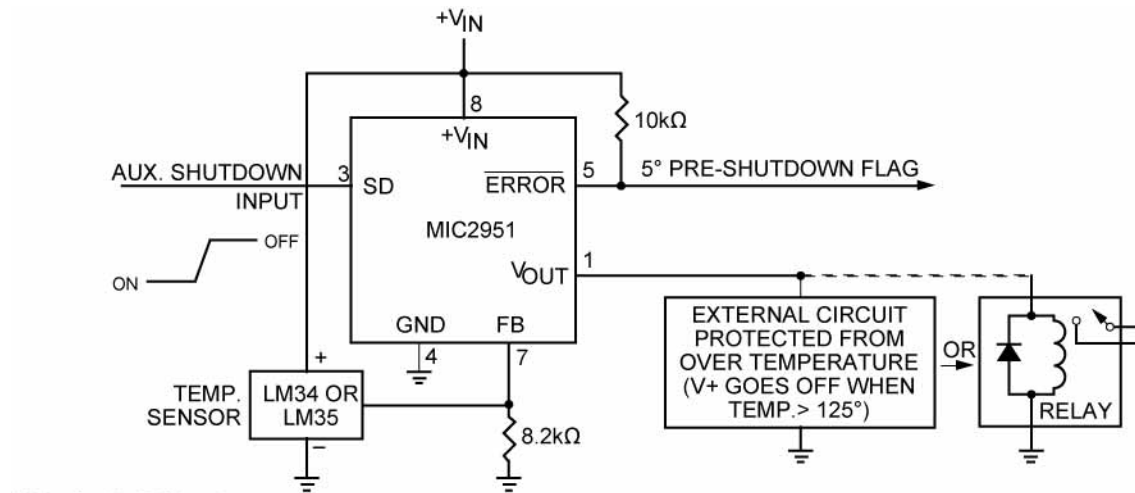 +VIN
8
+VIN
10kΩ
AUX. SHUTDOWN
INPUT
3
SD
ERROR
5
5° PRE-SHUTDOWN FLAG
MIC2951
OFF
ON
VOUT
1
GND
FB
4
7
EXTERNAL CIRCUIT
PROTECTED FROM
OVER TEMPERATURE
(V+ GOES OFF WHEN
TEMP.> 125°)
OR
RELAY
+
TEMP.
SENSOR
LM34 OR
LM35
–
8.2kΩ